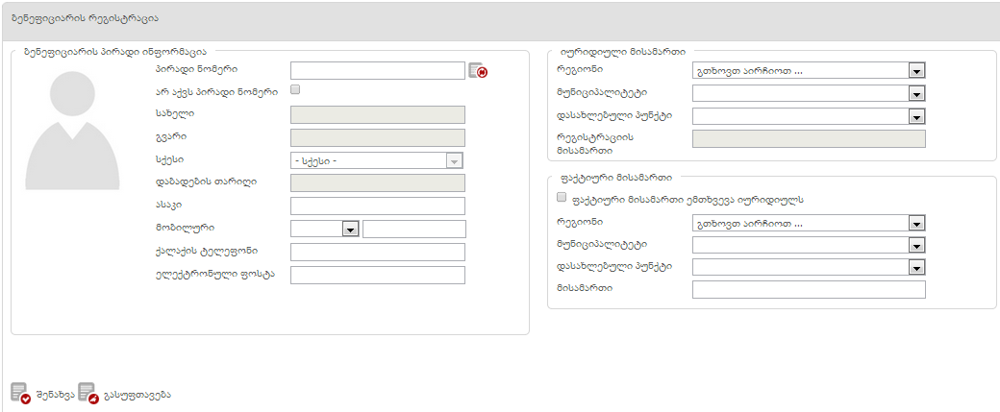 ბენეფიციარის რეგისტრაცია
ბენეფიციარის პირადი ინფორმაცია
პირადი ნომერი
არ აქვს პირადი ნომერი
სახელი
გვარი
სქესი
- სქესი -
დაბადების თარიღი
ასაკი
მობილური
ქალაქის ტელეფონი
ელექტრონული ფოსტა
იურიდიული მისამართი
რეგიონი
გთხოვთ აირჩიოთ ...
მუნიციპალიტეტი
დასახლებული პუნქტი
რეგისტრაციის
მისამართი
ფაქტიური მისამართი
ფაქტიური მისამართი ემთხვევა იურიდიულს
რეგიონი
გთხოვთ აირჩიოთ ...
მუნიციპალიტეტი
დასახლებული პუნქტი
მისამართი
შენახვა
გასუფთავება